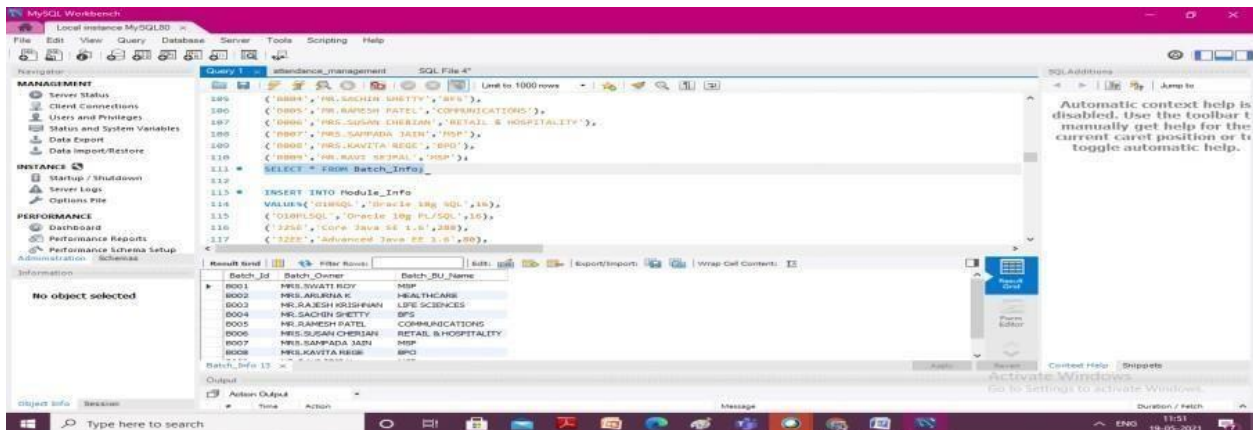 MySQL Workbench
Local instance MySQL80
File Edit View Query Database Server Tools Scripting Help
Navigator
MANAGEMENT
Server Status
Client Connections
Users and Privileges
Status and System Variables
Data Export
Data Import/Restore
INSTANCE
Startup / Shutdown
Server Logs
Options File
PERFORMANCE
Dashboard
Performance Reports
Performance Schema Setup
Administration Schemas
Information
No object selected
Object Info Session
Query 1 attendance_management SQL File 4*
Limit to 1000 rows
105 ('B004','MR.SACHIN SHETTY','BFS'),
106 ('B005','MR.RAMESH PATEL','COMMUNICATIONS'),
107 ('B006','MRS.SUSAN CHERIAN','RETAIL & HOSPITALITY'),
108 ('B007','MRS.SAMPADA JAIN','MSP'),
109 ('B008','MRS.KAVITA REGE','BPO'),
110 ('B009','MR.RAVI SEJPAL','MSP');
111 SELECT * FROM Batch_Info;
112
113 INSERT INTO Module_Info
114 VALUES('O10SQL','Oracle 10g SQL',16),
115 ('O10PLSQL','Oracle 10g PL/SQL',16),
116 ('J2SE','Core Java SE 1.6',288),
117 ('J2EE','Advanced Java EE 1.6',80),
Result Grid Filter Rows: Edit: Export/Import: Wrap Cell Content:
Batch_Id Batch_Owner Batch_BU_Name
B001 MRS.SWATI ROY MSP
B002 MRS.ARURNA K HEALTHCARE
B003 MR.RAJESH KRISHNAN LIFE SCIENCES
B004 MR.SACHIN SHETTY BFS
B005 MR.RAMESH PATEL COMMUNICATIONS
B006 MRS.SUSAN CHERIAN RETAIL & HOSPITALITY
B007 MRS.SAMPADA JAIN MSP
B008 MRS.KAVITA REGE BPO
Batch_Info 13
Apply Revert
Result Grid
Form Editor
Output
Action Output
# Time Action Message Duration / Fetch
SQLAdditions
Jump to
Automatic context help is
disabled. Use the toolbar t
manually get help for the
current caret position or t
toggle automatic help.
Context Help Snippets
Activate Windows
Go to Settings to activate Windows.
Type here to search
ENG
11:51
19-05-2021